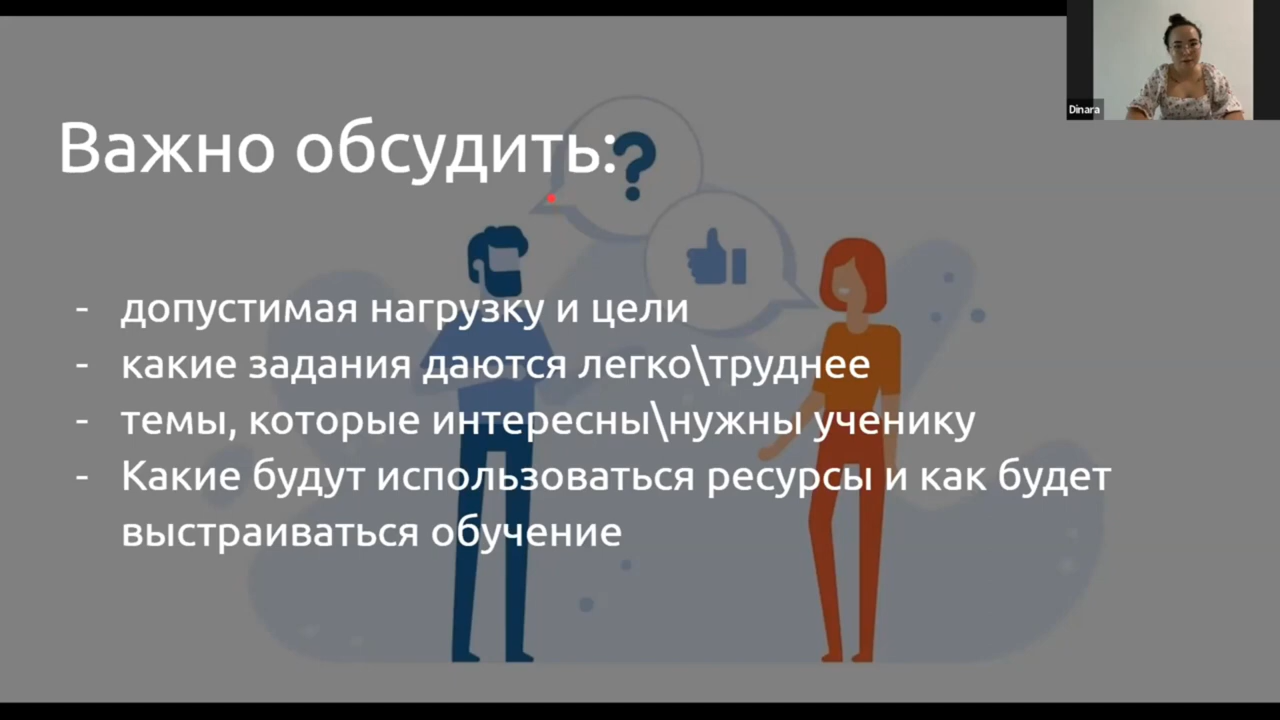 Dinara
Важно обсудить:
?
- допустимая нагрузку и цели
- какие задания даются легко\труднее
- темы, которые интересны\нужны ученику
- Какие будут использоваться ресурсы и как будет
выстраиваться обучение